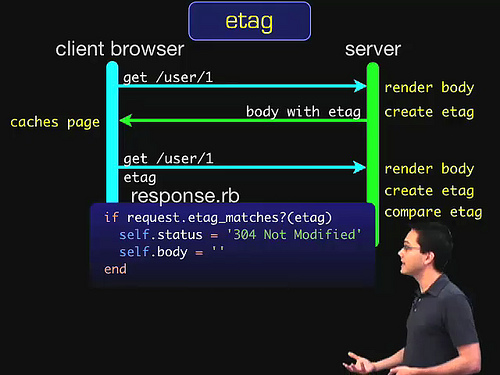 etag
client browser
server
get /user/1
render body
body with etag
create etag
caches page
get /user/1
render body
etag
create etag
response.rb
compare etag
if request.etag_matches?(etag)
self.status = '304 Not Modified'
self.body = ''
end